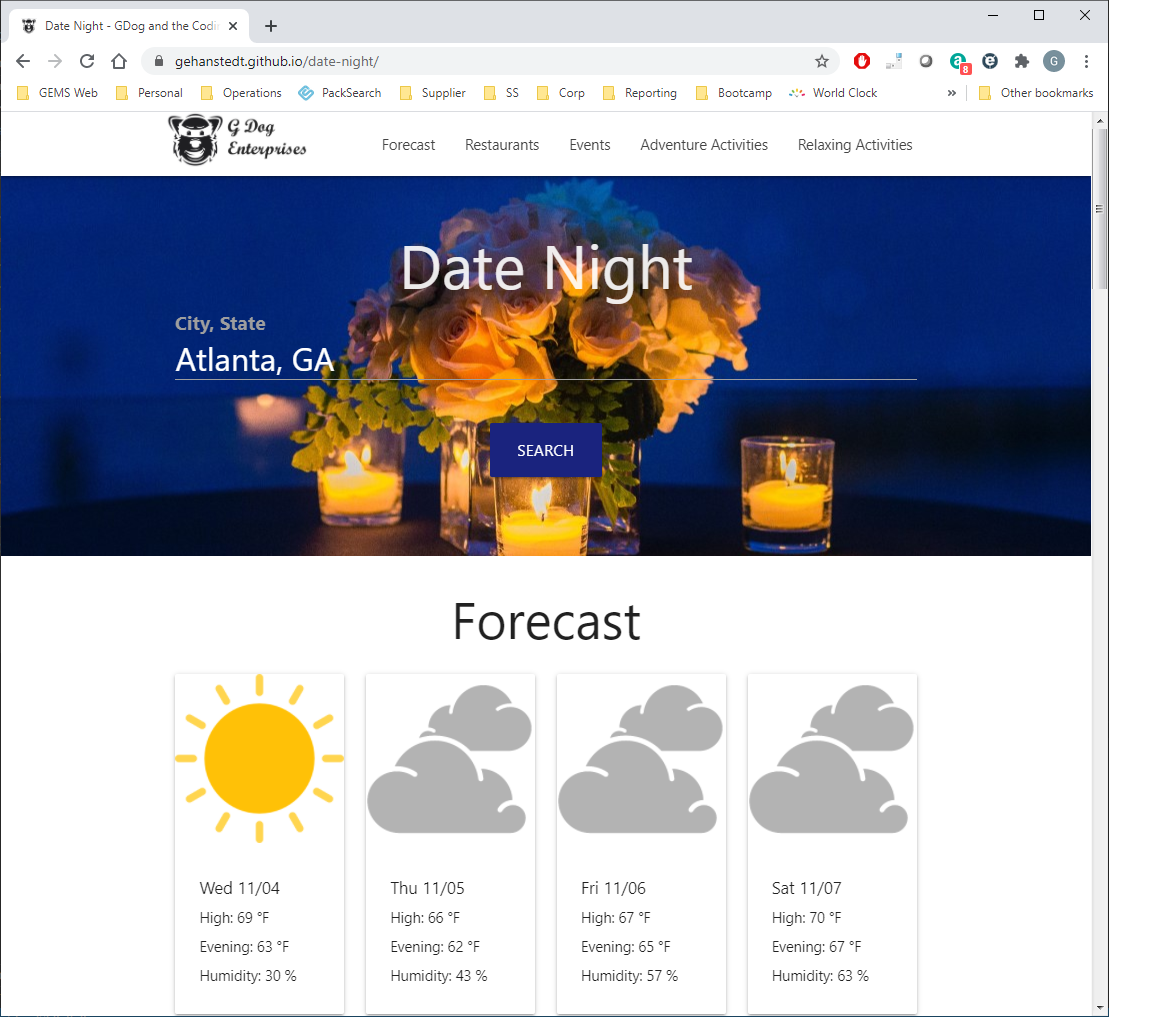 Date Night - GDog and the Codin
gehanstedt.github.io/date-night/
8
G
GEMS Web Personal Operations PackSearch Supplier SS Corp Reporting Bootcamp World Clock » Other bookmarks
G Dog
Enterprises
Forecast Restaurants Events Adventure Activities Relaxing Activities
Date Night
City, State
Atlanta, GA
SEARCH
Forecast
Wed 11/04
High: 69 °F
Evening: 63 °F
Humidity: 30 %
Thu 11/05
High: 66 °F
Evening: 62 °F
Humidity: 43 %
Fri 11/06
High: 67 °F
Evening: 65 °F
Humidity: 57 %
Sat 11/07
High: 70 °F
Evening: 67 °F
Humidity: 63 %